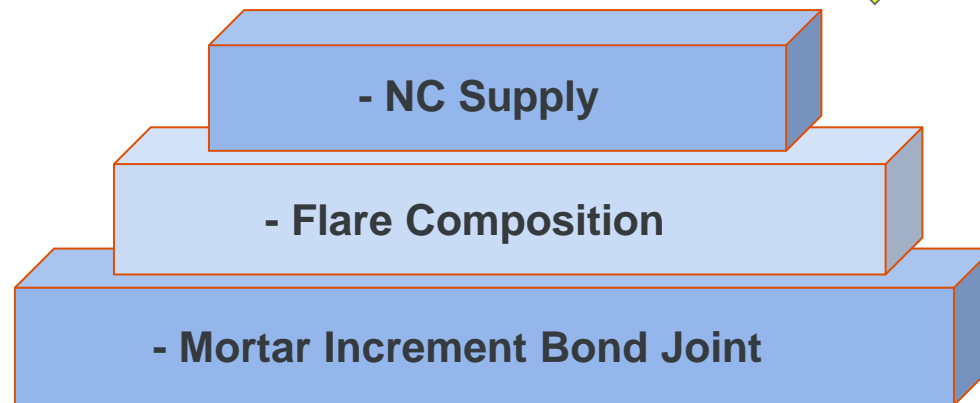 - NC Supply
- Flare Composition
- Mortar Increment Bond Joint